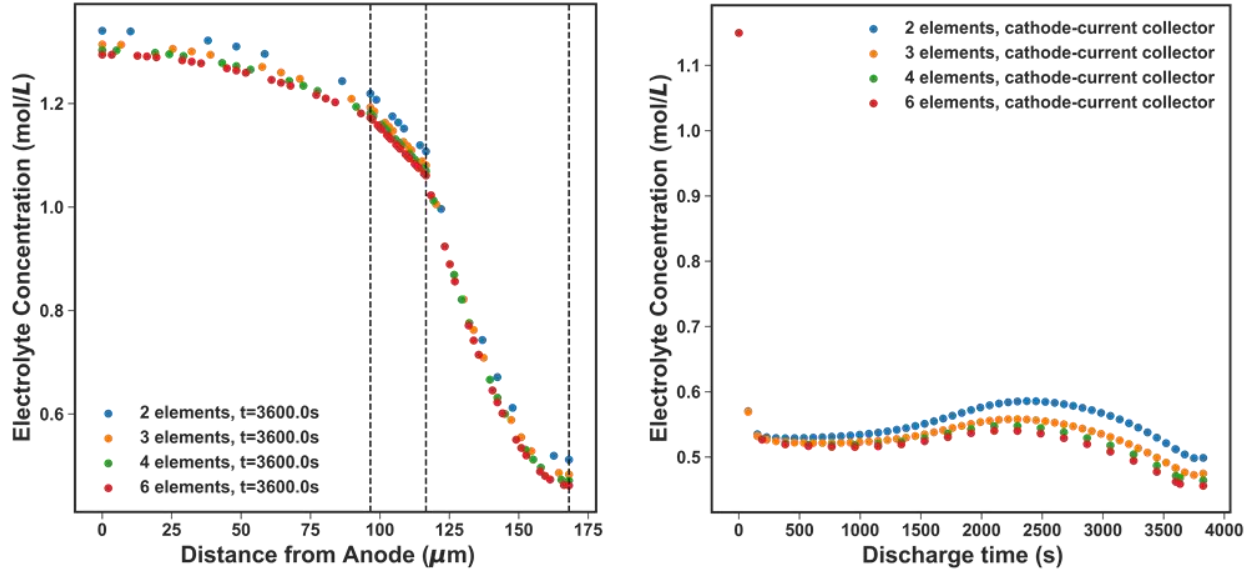 Electrolyte Concentration (mol/L)
1.2
1.0
0.8
0.6
2 elements, t=3600.0s
3 elements, t=3600.0s
4 elements, t=3600.0s
6 elements, t=3600.0s
0 25 50 75 100 125 150 175
Distance from Anode (μm)
Electrolyte Concentration (mol/L)
1.1
1.0
0.9
0.8
0.7
0.6
0.5
2 elements, cathode-current collector
3 elements, cathode-current collector
4 elements, cathode-current collector
6 elements, cathode-current collector
0 500 1000 1500 2000 2500 3000 3500 4000
Discharge time (s)